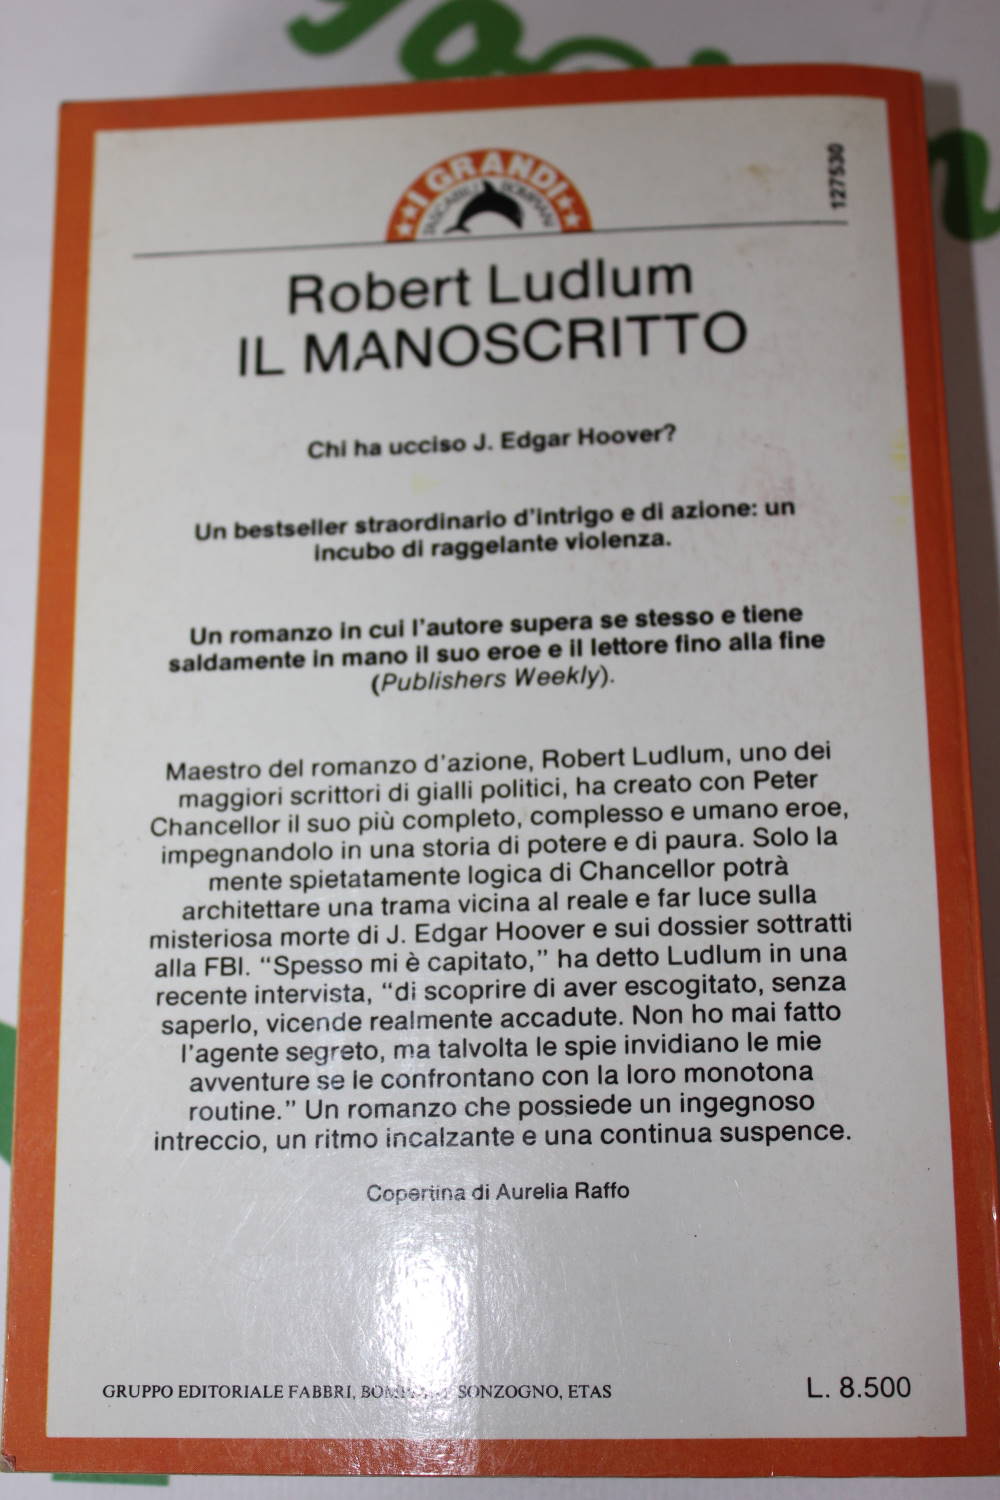 I GRANDI
TASCABILI BOMPIANI
127530
Robert Ludlum
IL MANOSCRITTO
Chi ha ucciso J. Edgar Hoover?
Un bestseller straordinario d'intrigo e di azione: un
incubo di raggelante violenza.
Un romanzo in cui l'autore supera se stesso e tiene
saldamente in mano il suo eroe e il lettore fino alla fine
(Publishers Weekly).
Maestro del romanzo d'azione, Robert Ludlum, uno dei
maggiori scrittori di gialli politici, ha creato con Peter
Chancellor il suo più completo, complesso e umano eroe,
impegnandolo in una storia di potere e di paura. Solo la
mente spietatamente logica di Chancellor potrà
architettare una trama vicina al reale e far luce sulla
misteriosa morte di J. Edgar Hoover e sui dossier sottratti
alla FBI. “Spesso mi è capitato,” ha detto Ludlum in una
recente intervista, “di scoprire di aver escogitato, senza
saperlo, vicende realmente accadute. Non ho mai fatto
l'agente segreto, ma talvolta le spie invidiano le mie
avventure se le confrontano con la loro monotona
routine.” Un romanzo che possiede un ingegnoso
intreccio, un ritmo incalzante e una continua suspence.
Copertina di Aurelia Raffo
GRUPPO EDITORIALE FABBRI, SONZOGNO, ETAS
L. 8.500